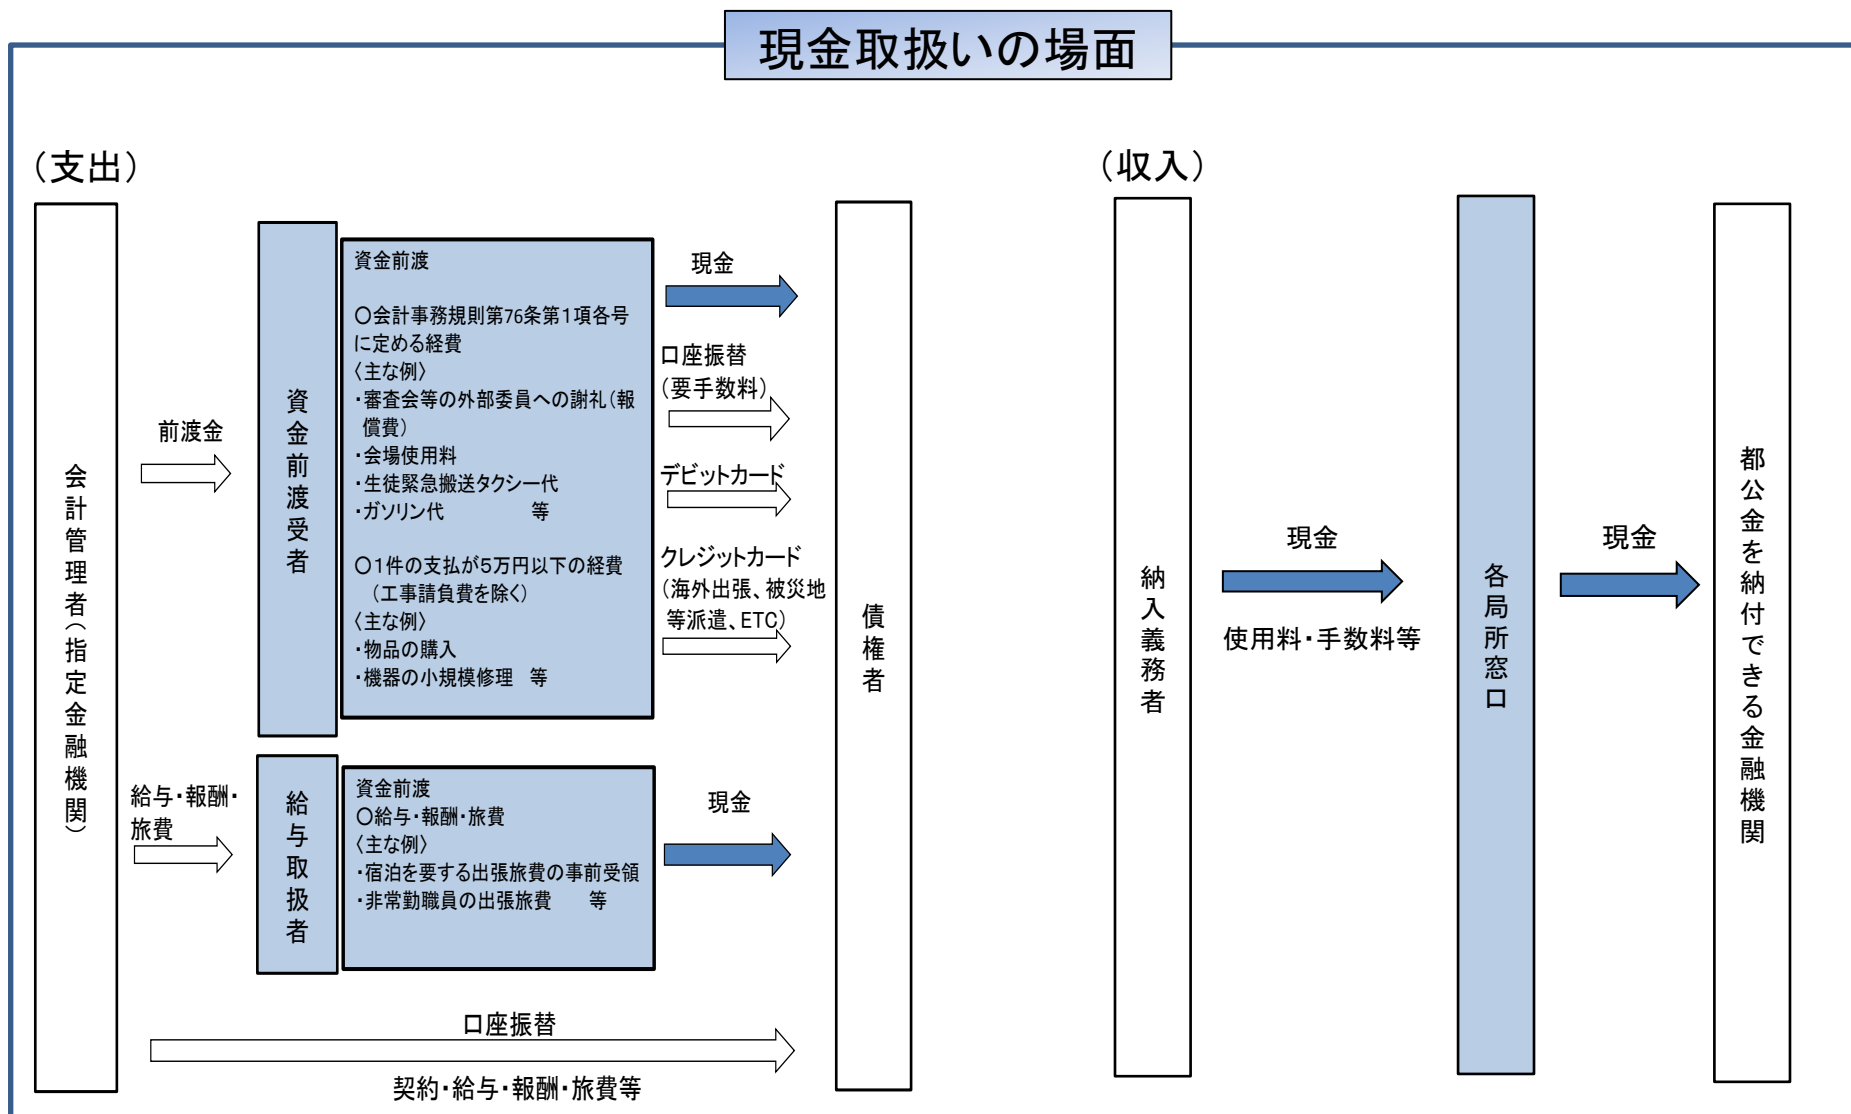 現金取扱いの場面
（支出）
会計管理者（指定金融機関）
前渡金
資金前渡受者
資金前渡
○会計事務規則第76条第１項各号
に定める経費
〈主な例〉
・審査会等の外部委員への謝礼（報
償費）
・会場使用料
・生徒緊急搬送タクシー代
・ガソリン代　　　　等
○１件の支払が５万円以下の経費
（工事請負費を除く）
〈主な例〉
・物品の購入
・機器の小規模修理　等
現金
口座振替
（要手数料）
デビットカード
クレジットカード
（海外出張、被災地
等派遣、ETC）
給与・報酬・
旅費
給与取扱者
資金前渡
○給与・報酬・旅費
〈主な例〉
・宿泊を要する出張旅費の事前受領
・非常勤職員の出張旅費　　等
現金
口座振替
契約・給与・報酬・旅費等
債権者
（収入）
納入義務者
現金
使用料・手数料等
各局所窓口
現金
都公金を納付できる金融機関